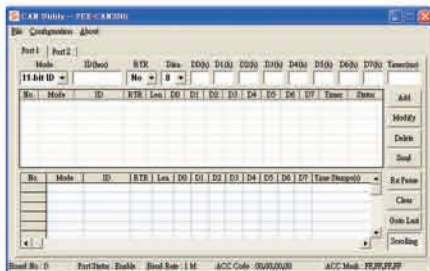 CAN Utility -- PEX-CAN200i
File Configuration About
Port 1 Port 2
Mode ID(hex) RTR Dlen D0(h) D1(h) D2(h) D3(h) D4(h) D5(h) D6(h) D7(h) Timer(ms)
11-bit ID No 8
No. Mode ID RTR Len D0 D1 D2 D3 D4 D5 D6 D7 Timer Status
Add
Modify
Delete
Send
No. Mode ID RTR Len D0 D1 D2 D3 D4 D5 D6 D7 Time Stamp(s)
Rx Pause
Clear
Goto Last
Scrolling
Board No : 0 Port Status : Enable Baud Rate : 1 M ACC Code : 00,00,00,00 ACC Mask : FF,FF,FF,FF